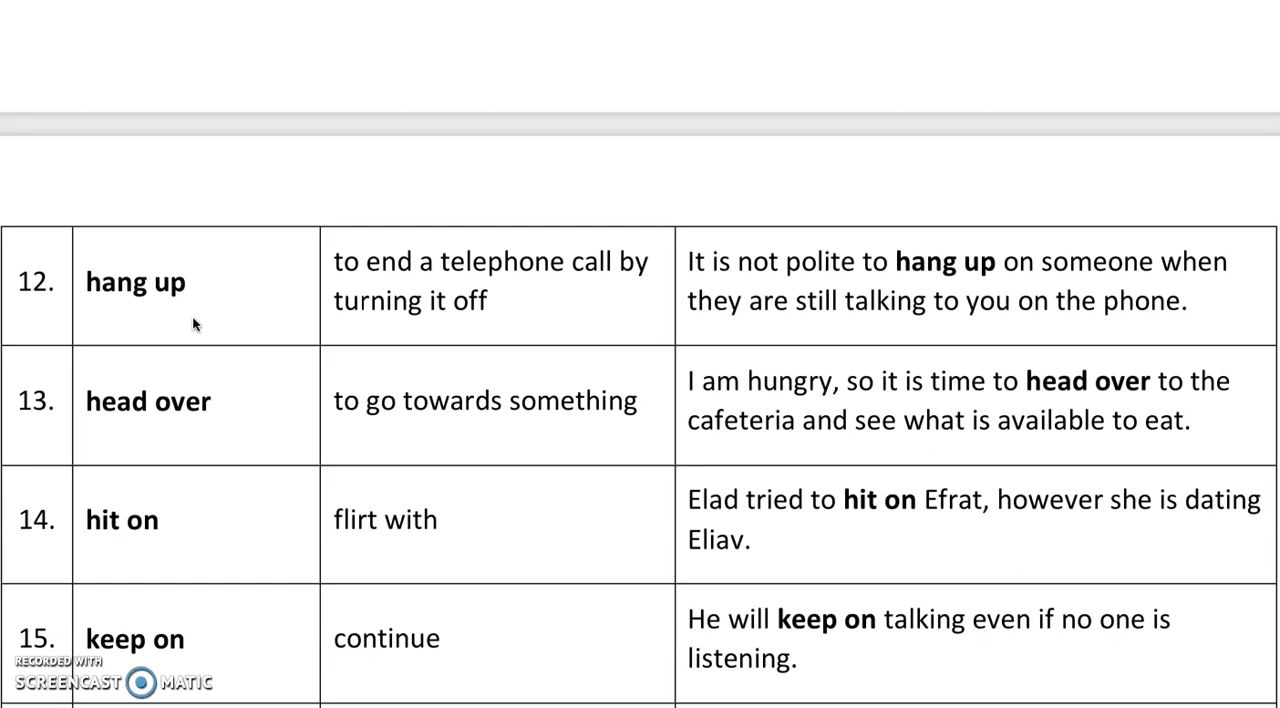 12.
hang up
to end a telephone call by
turning it off
It is not polite to hang up on someone when
they are still talking to you on the phone.
13.
head over
to go towards something
I am hungry, so it is time to head over to the
cafeteria and see what is available to eat.
14.
hit on
flirt with
Elad tried to hit on Efrat, however she is dating
Eliav.
15.
keep on
continue
He will keep on talking even if no one is
listening.
RECORDED WITH
SCREENCAST MATIC